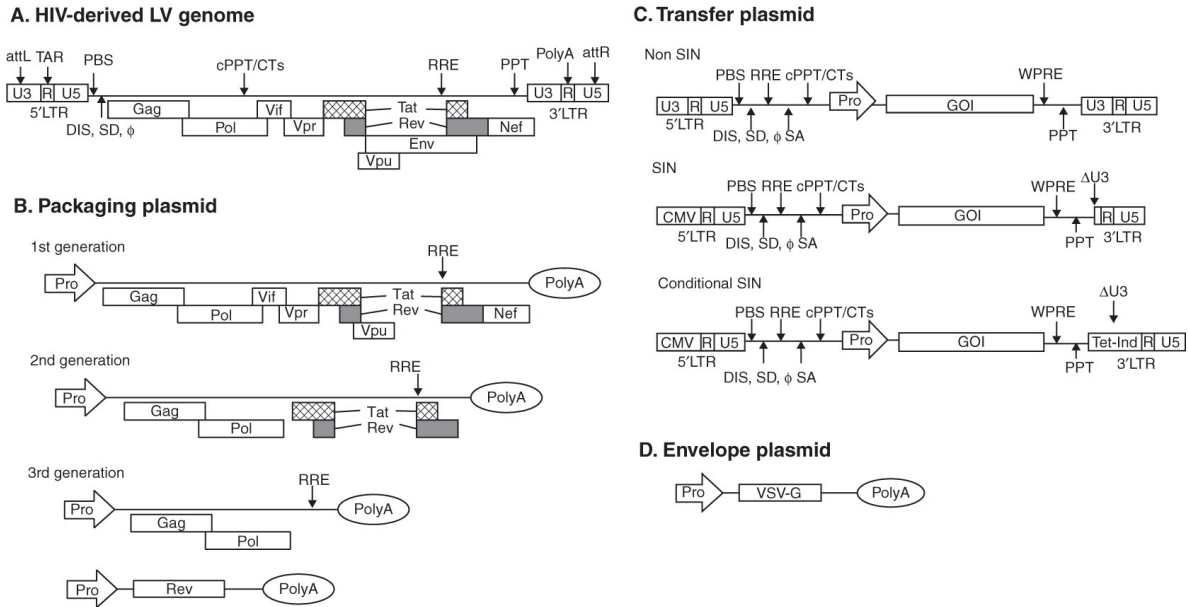 A. HIV-derived LV genome
attL TAR PBS cPPT/CTs RRE PPT PolyA attR
U3 R U5 U3 R U5
5′LTR Gag Vif Tat 3′LTR
DIS, SD, ϕ Pol Vpr Rev Nef
Env
Vpu
B. Packaging plasmid
1st generation
RRE
Pro PolyA
Gag Vif Tat
Pol Vpr Rev Nef
Vpu
2nd generation
RRE
Pro PolyA
Gag Tat
Pol Rev
3rd generation
RRE
Pro PolyA
Gag
Pol
Pro Rev PolyA
C. Transfer plasmid
Non SIN
PBS RRE cPPT/CTs WPRE
U3 R U5 Pro GOI U3 R U5
5′LTR PPT 3′LTR
DIS, SD, ϕ SA
SIN
ΔU3
PBS RRE cPPT/CTs WPRE
CMV R U5 Pro GOI R U5
5′LTR PPT 3′LTR
DIS, SD, ϕ SA
Conditional SIN
ΔU3
PBS RRE cPPT/CTs WPRE
CMV R U5 Pro GOI Tet-Ind R U5
5′LTR PPT 3′LTR
DIS, SD, ϕ SA
D. Envelope plasmid
Pro VSV-G PolyA